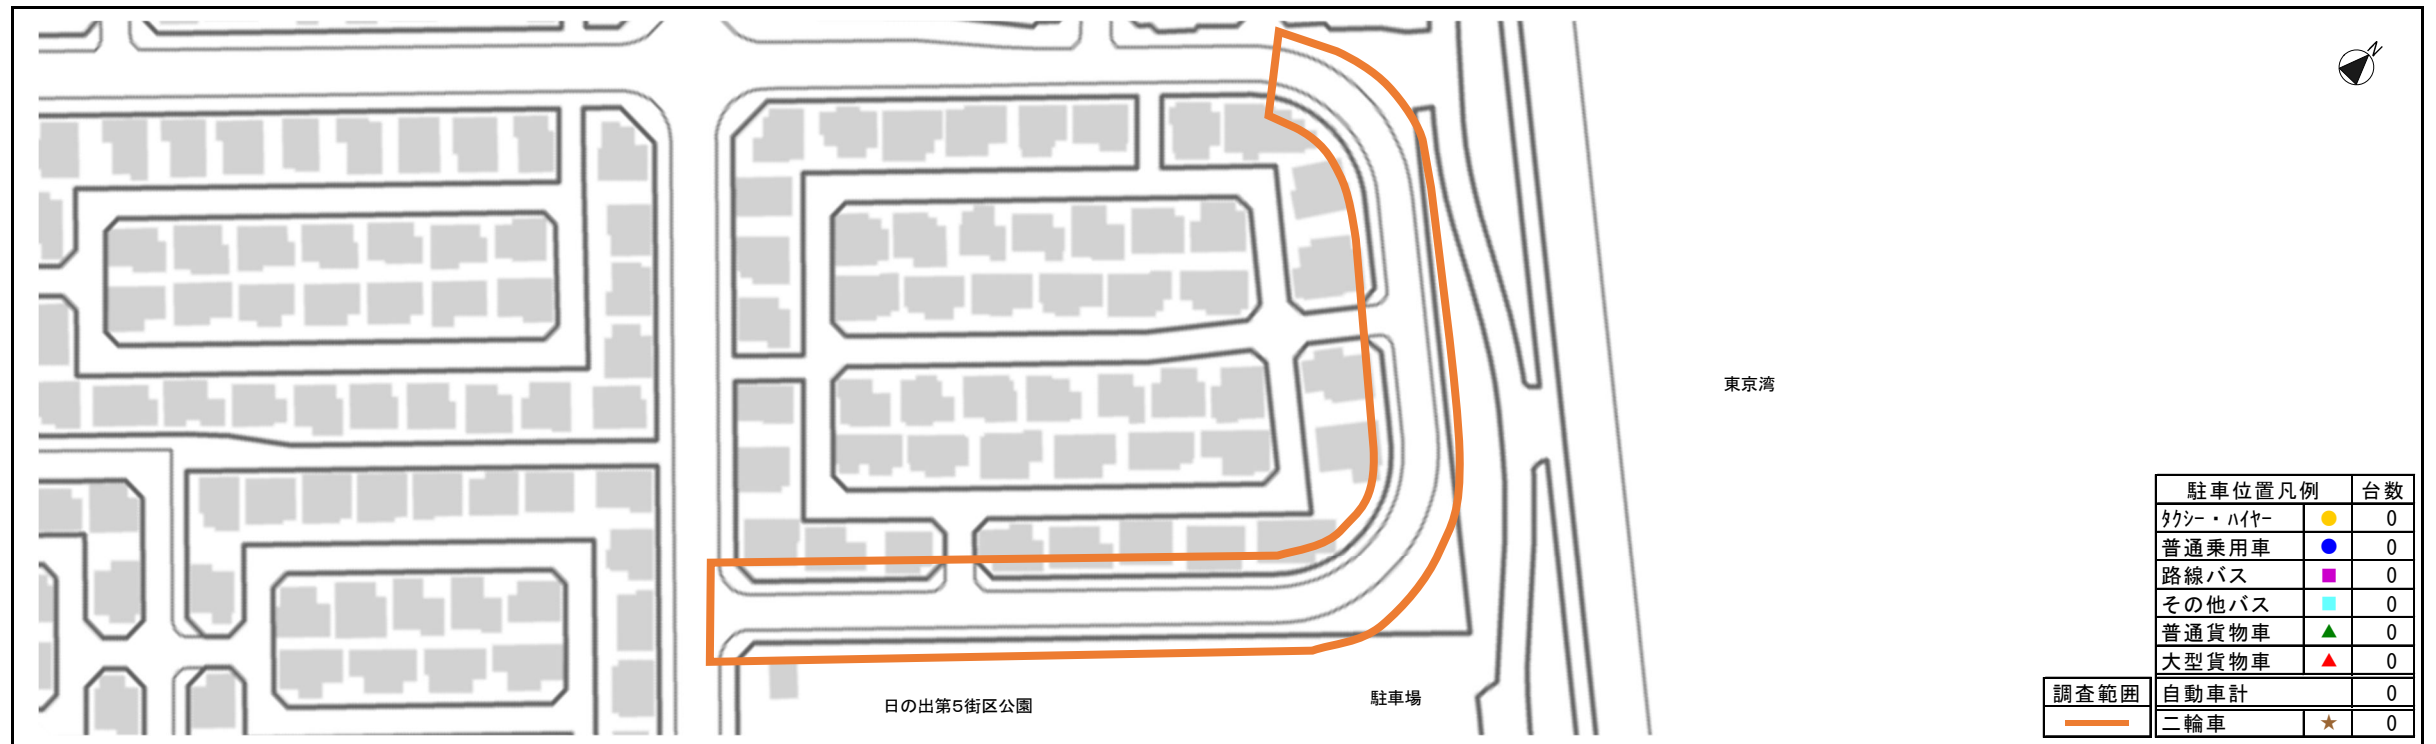 N
東京湾
日の出第5街区公園
駐車場
駐車位置凡例 台数
ﾀｸｼｰ・ﾊｲﾔｰ ● 0
普通乗用車 ● 0
路線バス ■ 0
その他バス ■ 0
普通貨物車 ▲ 0
大型貨物車 ▲ 0
調査範囲 自動車計 0
二輪車 ★ 0